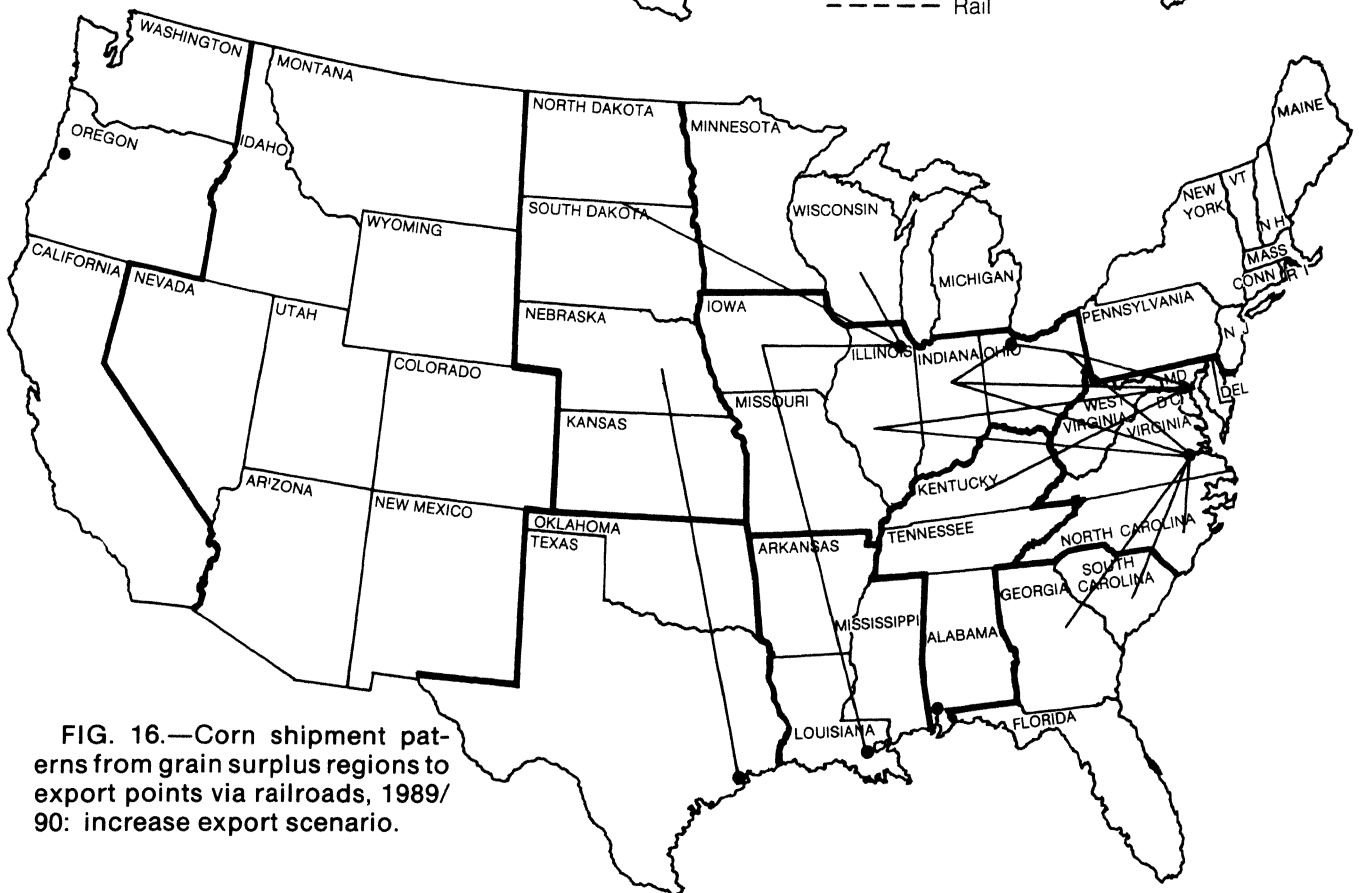 Rail
WASHINGTON
MONTANA
NORTH DAKOTA
MINNESOTA
MAINE
OREGON
IDAHO
SOUTH DAKOTA
WISCONSIN
NEW
YORK
VT
N H
WYOMING
MICHIGAN
MASS
CONN
R I
CALIFORNIA
NEVADA
UTAH
NEBRASKA
IOWA
PENNSYLVANIA
N
ILLINOIS
INDIANA
OHIO
COLORADO
MISSOURI
MD
D C
DEL
WEST
VIRGINIA
VIRGINIA
KANSAS
KENTUCKY
ARIZONA
NEW MEXICO
OKLAHOMA
TEXAS
ARKANSAS
TENNESSEE
NORTH CAROLINA
SOUTH
CAROLINA
GEORGIA
MISSISSIPPI
ALABAMA
LOUISIANA
FLORIDA
FIG. 16.—Corn shipment pat-
erns from grain surplus regions to
export points via railroads, 1989/
90: increase export scenario.